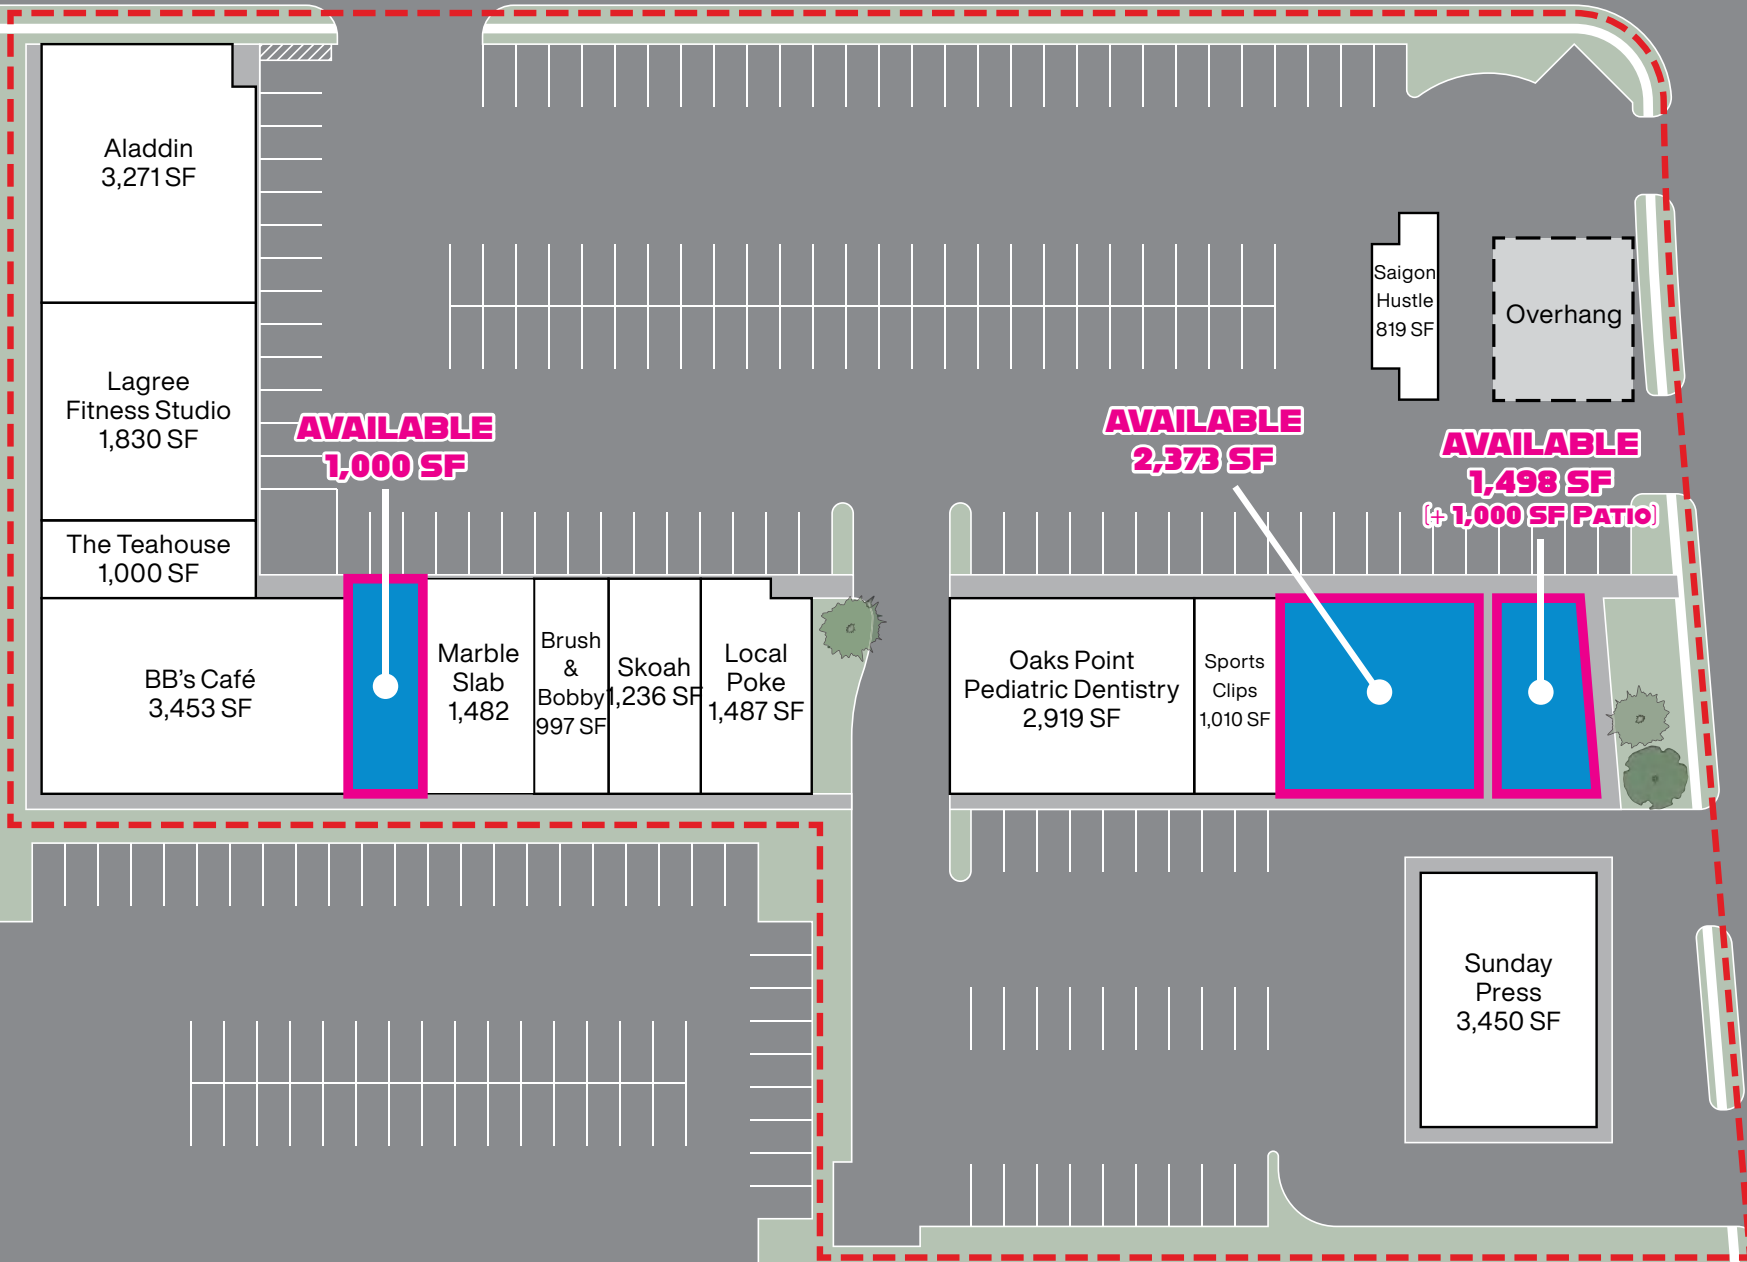 Aladdin
3,271 SF
Lagree
Fitness Studio
1,830 SF
The Teahouse
1,000 SF
BB's Café
3,453 SF
AVAILABLE
1,000 SF
Marble
Slab
1,482
Brush
&
Bobby
997 SF
Skoah
1,236 SF
Local
Poke
1,487 SF
Saigon
Hustle
819 SF
Overhang
AVAILABLE
2,373 SF
AVAILABLE
1,498 SF
(+ 1,000 SF PATIO)
Oaks Point
Pediatric Dentistry
2,919 SF
Sports
Clips
1,010 SF
Sunday
Press
3,450 SF